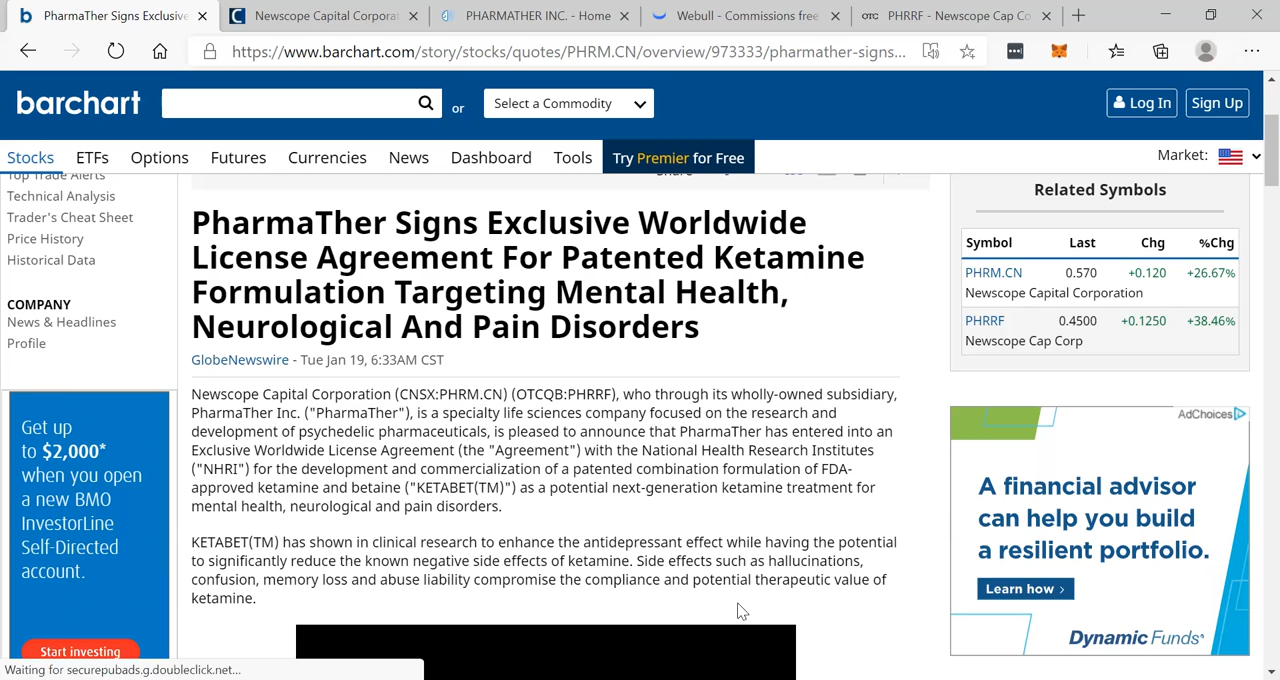 PharmaTher Signs Exclusive
Newscope Capital Corporat
PHARMATHER INC. - Home
Webull - Commissions free
OTC PHRRF - Newscope Cap Co
https://www.barchart.com/story/stocks/quotes/PHRM.CN/overview/973333/pharmather-signs...
barchart
or
Select a Commodity
Log In
Sign Up
Stocks ETFs Options Futures Currencies News Dashboard Tools Try Premier for Free
Market:
Top Trade Alerts
Technical Analysis
Trader's Cheat Sheet
Price History
Historical Data
COMPANY
News & Headlines
Profile
Get up
to $2,000*
when you open
a new BMO
InvestorLine
Self-Directed
account.
Start investing
Share
PharmaTher Signs Exclusive Worldwide
License Agreement For Patented Ketamine
Formulation Targeting Mental Health,
Neurological And Pain Disorders
GlobeNewswire - Tue Jan 19, 6:33AM CST
Newscope Capital Corporation (CNSX:PHRM.CN) (OTCQB:PHRRF), who through its wholly-owned subsidiary,
PharmaTher Inc. ("PharmaTher"), is a specialty life sciences company focused on the research and
development of psychedelic pharmaceuticals, is pleased to announce that PharmaTher has entered into an
Exclusive Worldwide License Agreement (the "Agreement") with the National Health Research Institutes
("NHRI") for the development and commercialization of a patented combination formulation of FDA-
approved ketamine and betaine ("KETABET(TM)") as a potential next-generation ketamine treatment for
mental health, neurological and pain disorders.
KETABET(TM) has shown in clinical research to enhance the antidepressant effect while having the potential
to significantly reduce the known negative side effects of ketamine. Side effects such as hallucinations,
confusion, memory loss and abuse liability compromise the compliance and potential therapeutic value of
ketamine.
Related Symbols
Symbol Last Chg %Chg
PHRM.CN 0.570 +0.120 +26.67%
Newscope Capital Corporation
PHRRF 0.4500 +0.1250 +38.46%
Newscope Cap Corp
AdChoices
A financial advisor
can help you build
a resilient portfolio.
Learn how >
Dynamic Funds
Waiting for securepubads.g.doubleclick.net...